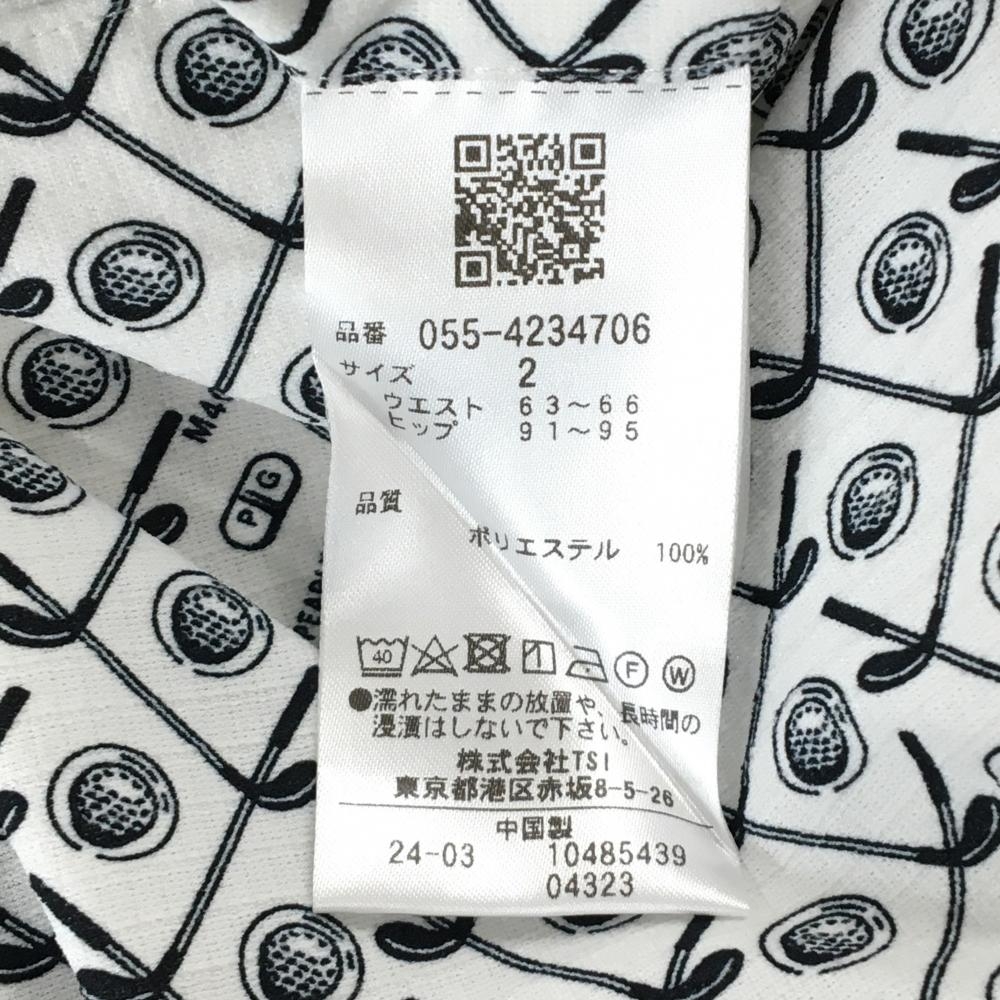 品番 055-4234706
サイズ 2
ウエスト 63～66
ヒップ 91～95
品質
ポリエステル 100%
40
F W
●濡れたままの放置や、長時間の
浸漬はしないで下さい。
株式会社TSI
東京都港区赤坂8-5-26
中国製
24-03 10485439
04323
M4
P G
PEAR